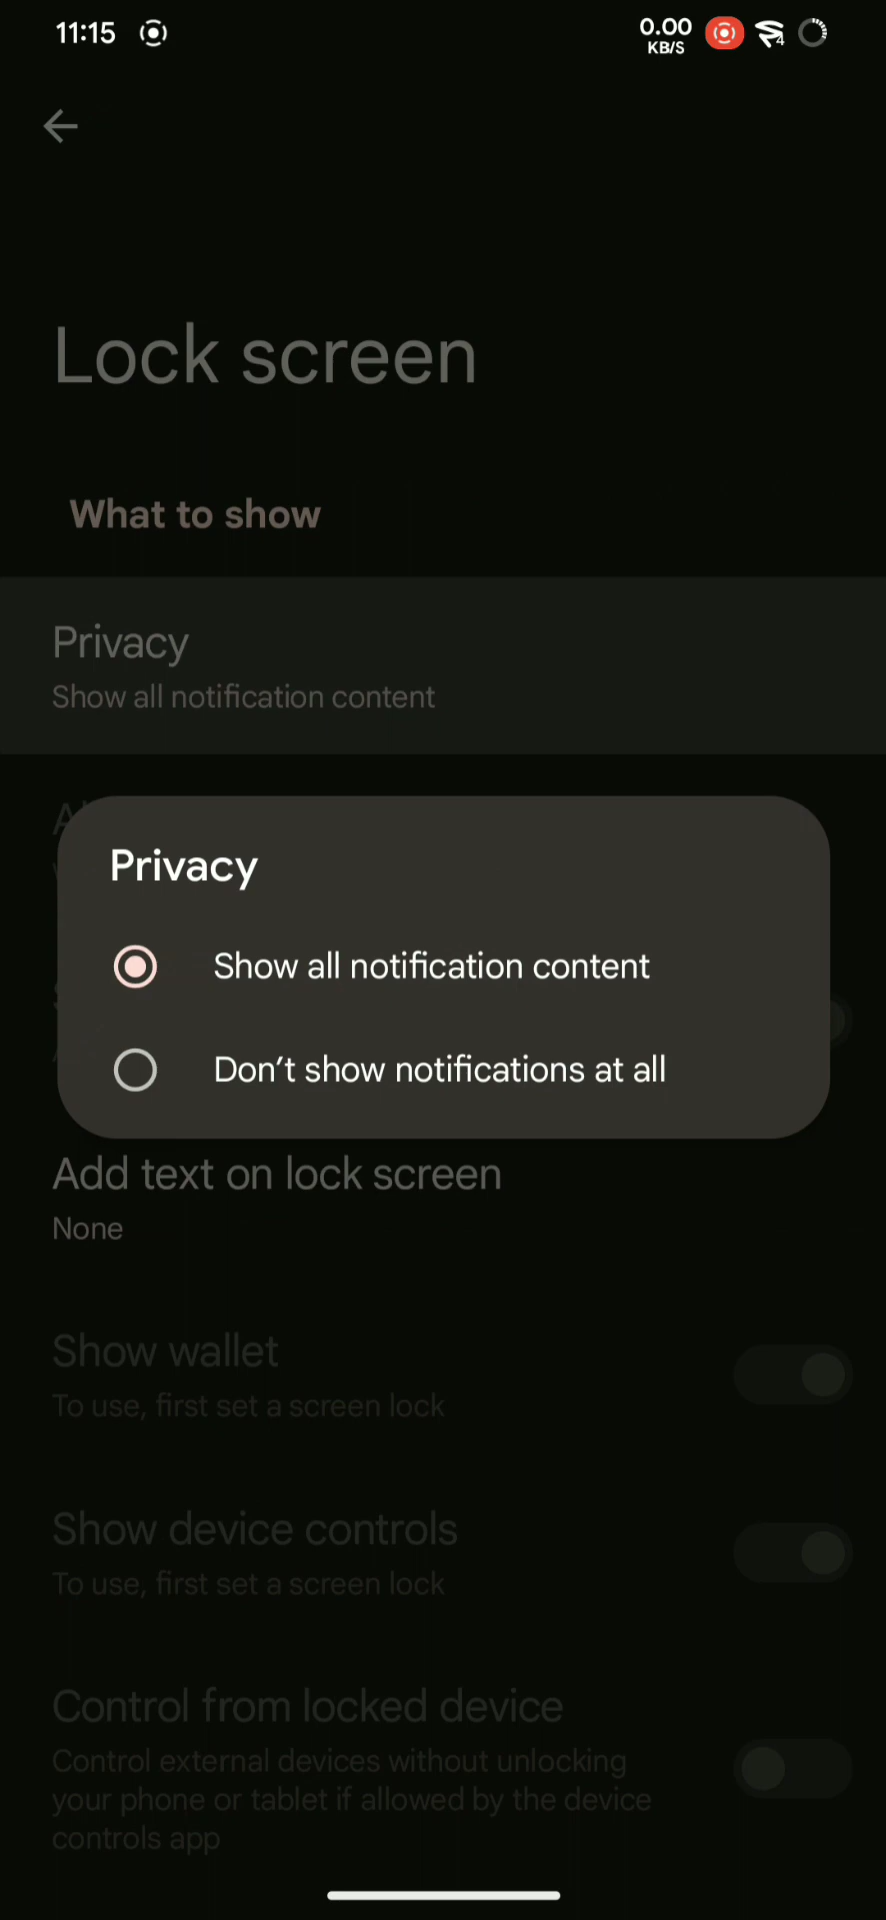 11:15
0.00
KB/S
4
Lock screen
What to show
Privacy
Show all notification content
Privacy
Show all notification content
Don’t show notifications at all
Add text on lock screen
None
Show wallet
To use, first set a screen lock
Show device controls
To use, first set a screen lock
Control from locked device
Control external devices without unlocking
your phone or tablet if allowed by the device
controls app